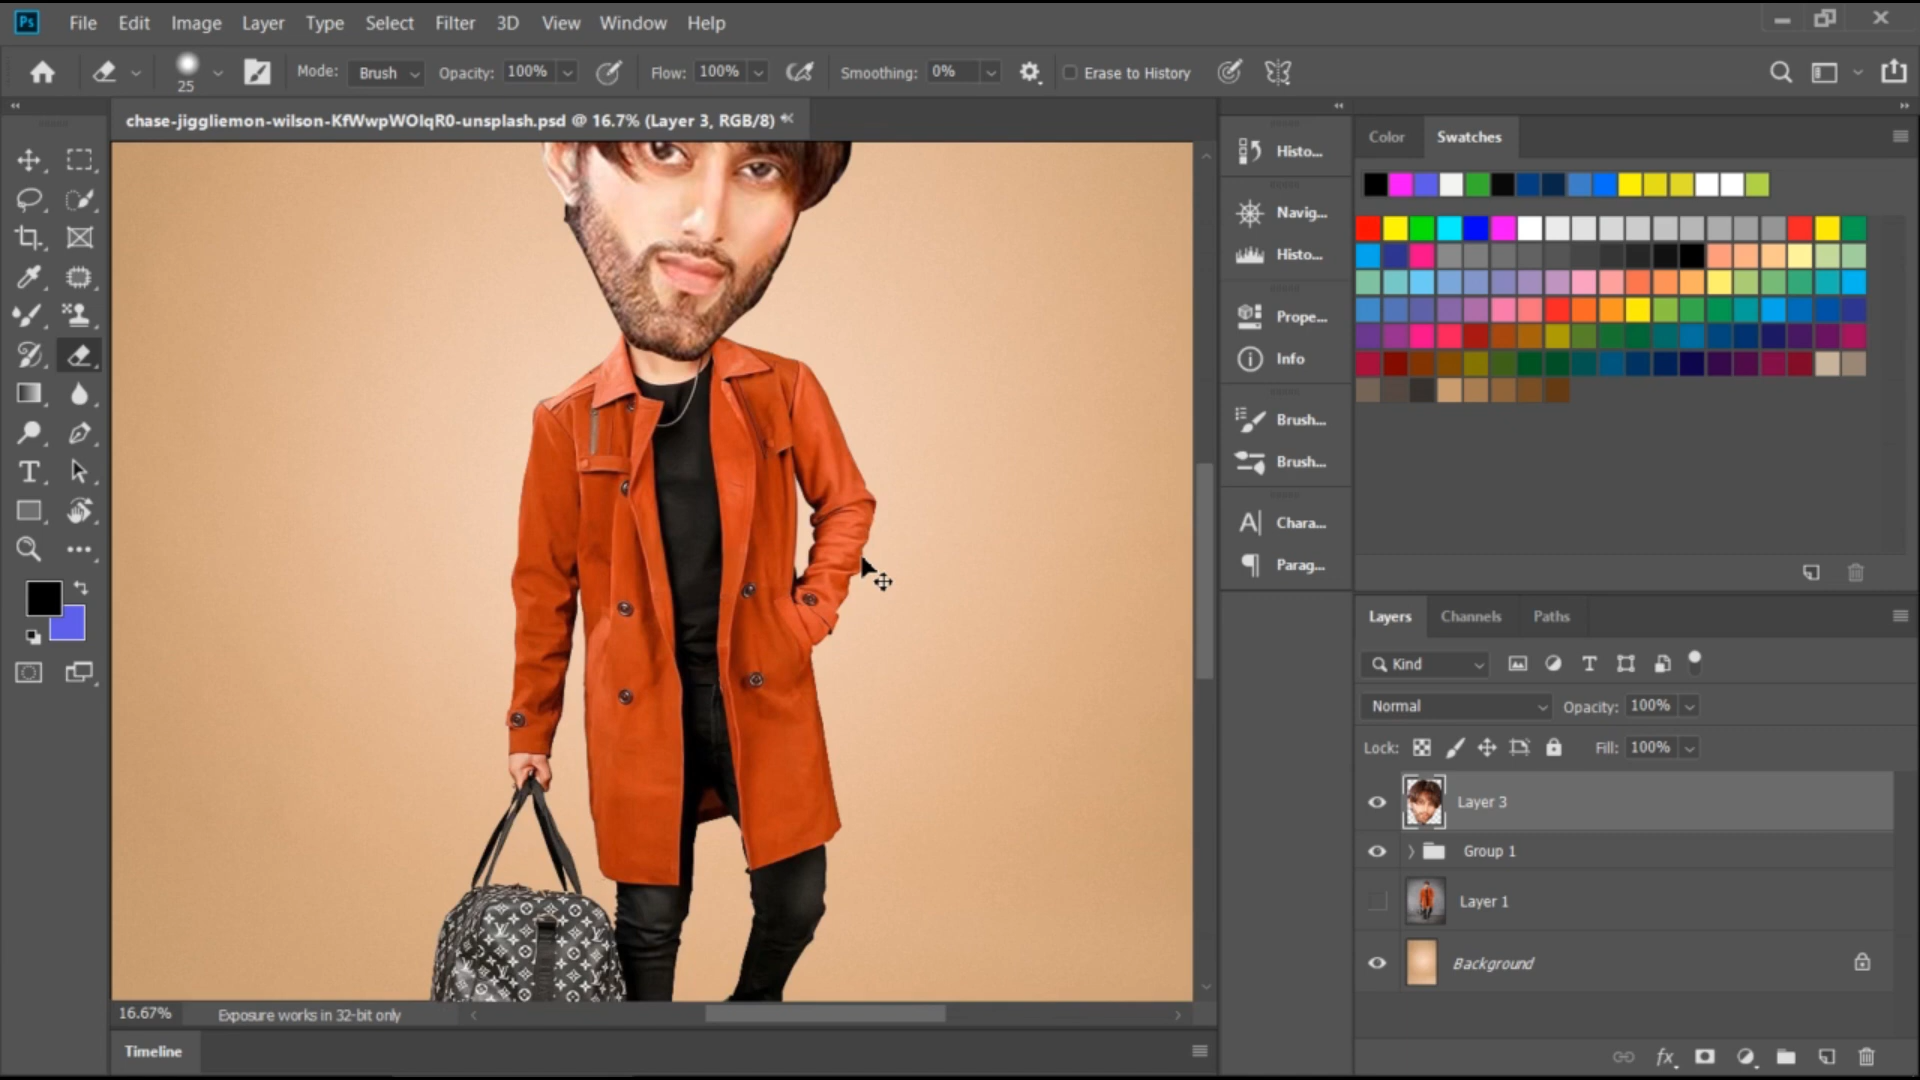 Ps File Edit Image Layer Type Select Filter 3D View Window Help
25 Mode: Brush Opacity: 100% Flow: 100% Smoothing: 0% Erase to History
chase-jiggliemon-wilson-KfWwpWOlqR0-unsplash.psd @ 16.7% (Layer 3, RGB/8)
Histo...
Navig...
Histo...
Prope...
Info
Brush...
Brush...
Chara...
Parag...
Color Swatches
Layers Channels Paths
Kind
Normal Opacity: 100%
Lock: Fill: 100%
Layer 3
Group 1
Layer 1
Background
16.67% Exposure works in 32-bit only
Timeline